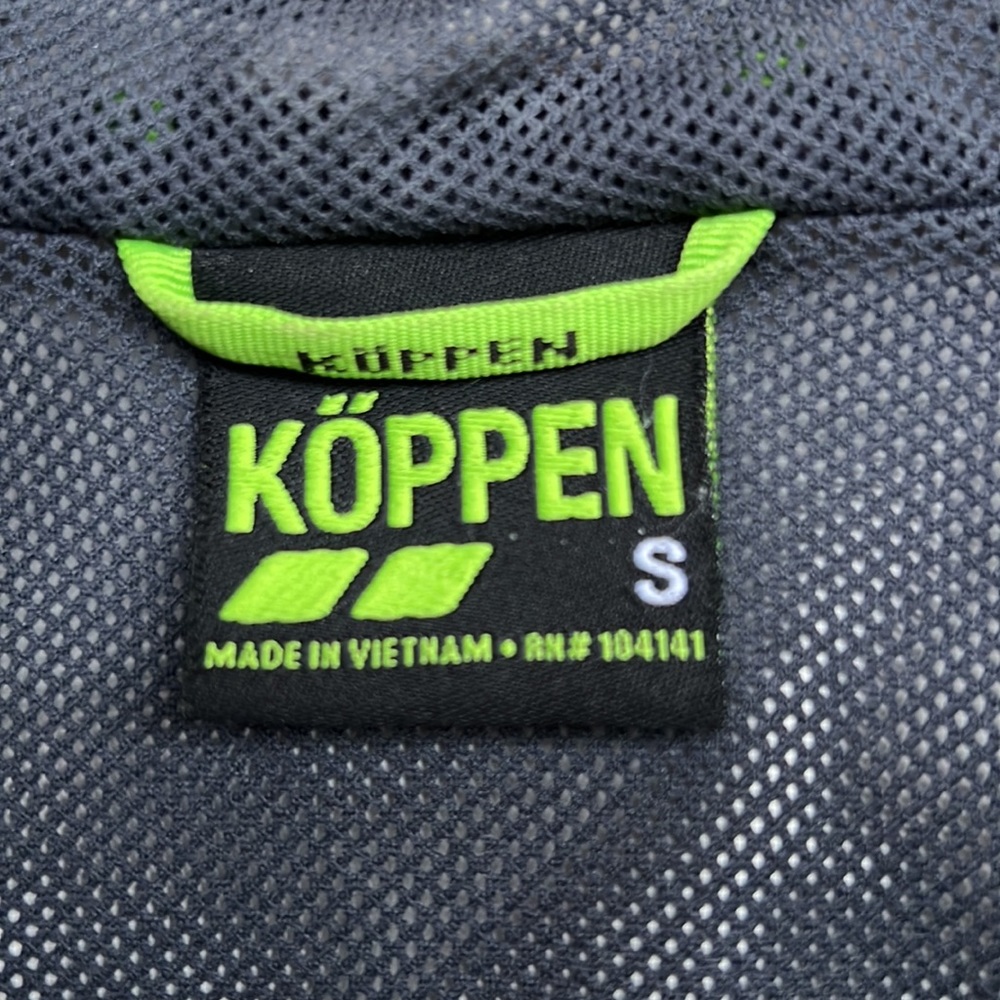 KÖPPEN
KÖPPEN
S
MADE IN VIETNAM • RN# 104141